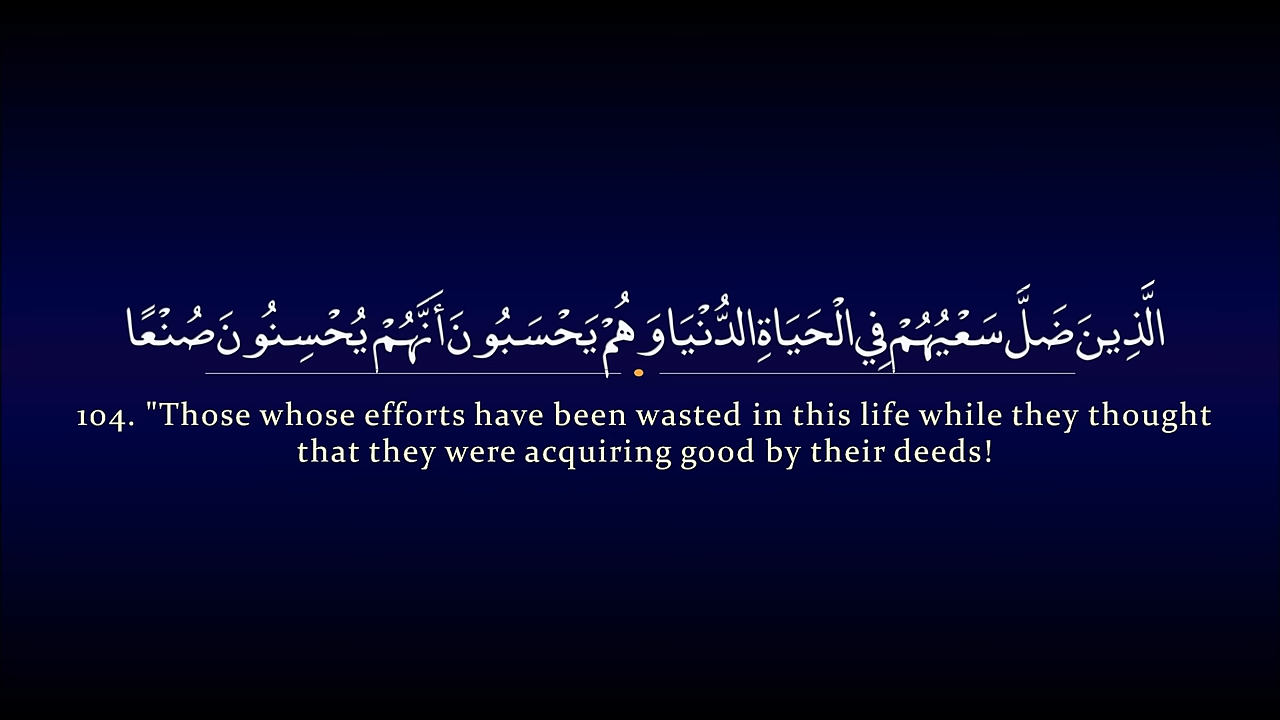 الَّذِينَ ضَلَّ سَعْيُهُمْ فِي الْحَيَاةِ الدُّنْيَا وَهُمْ يَحْسَبُونَ أَنَّهُمْ يُحْسِنُونَ صُنْعًا
104. "Those whose efforts have been wasted in this life while they thought
that they were acquiring good by their deeds!